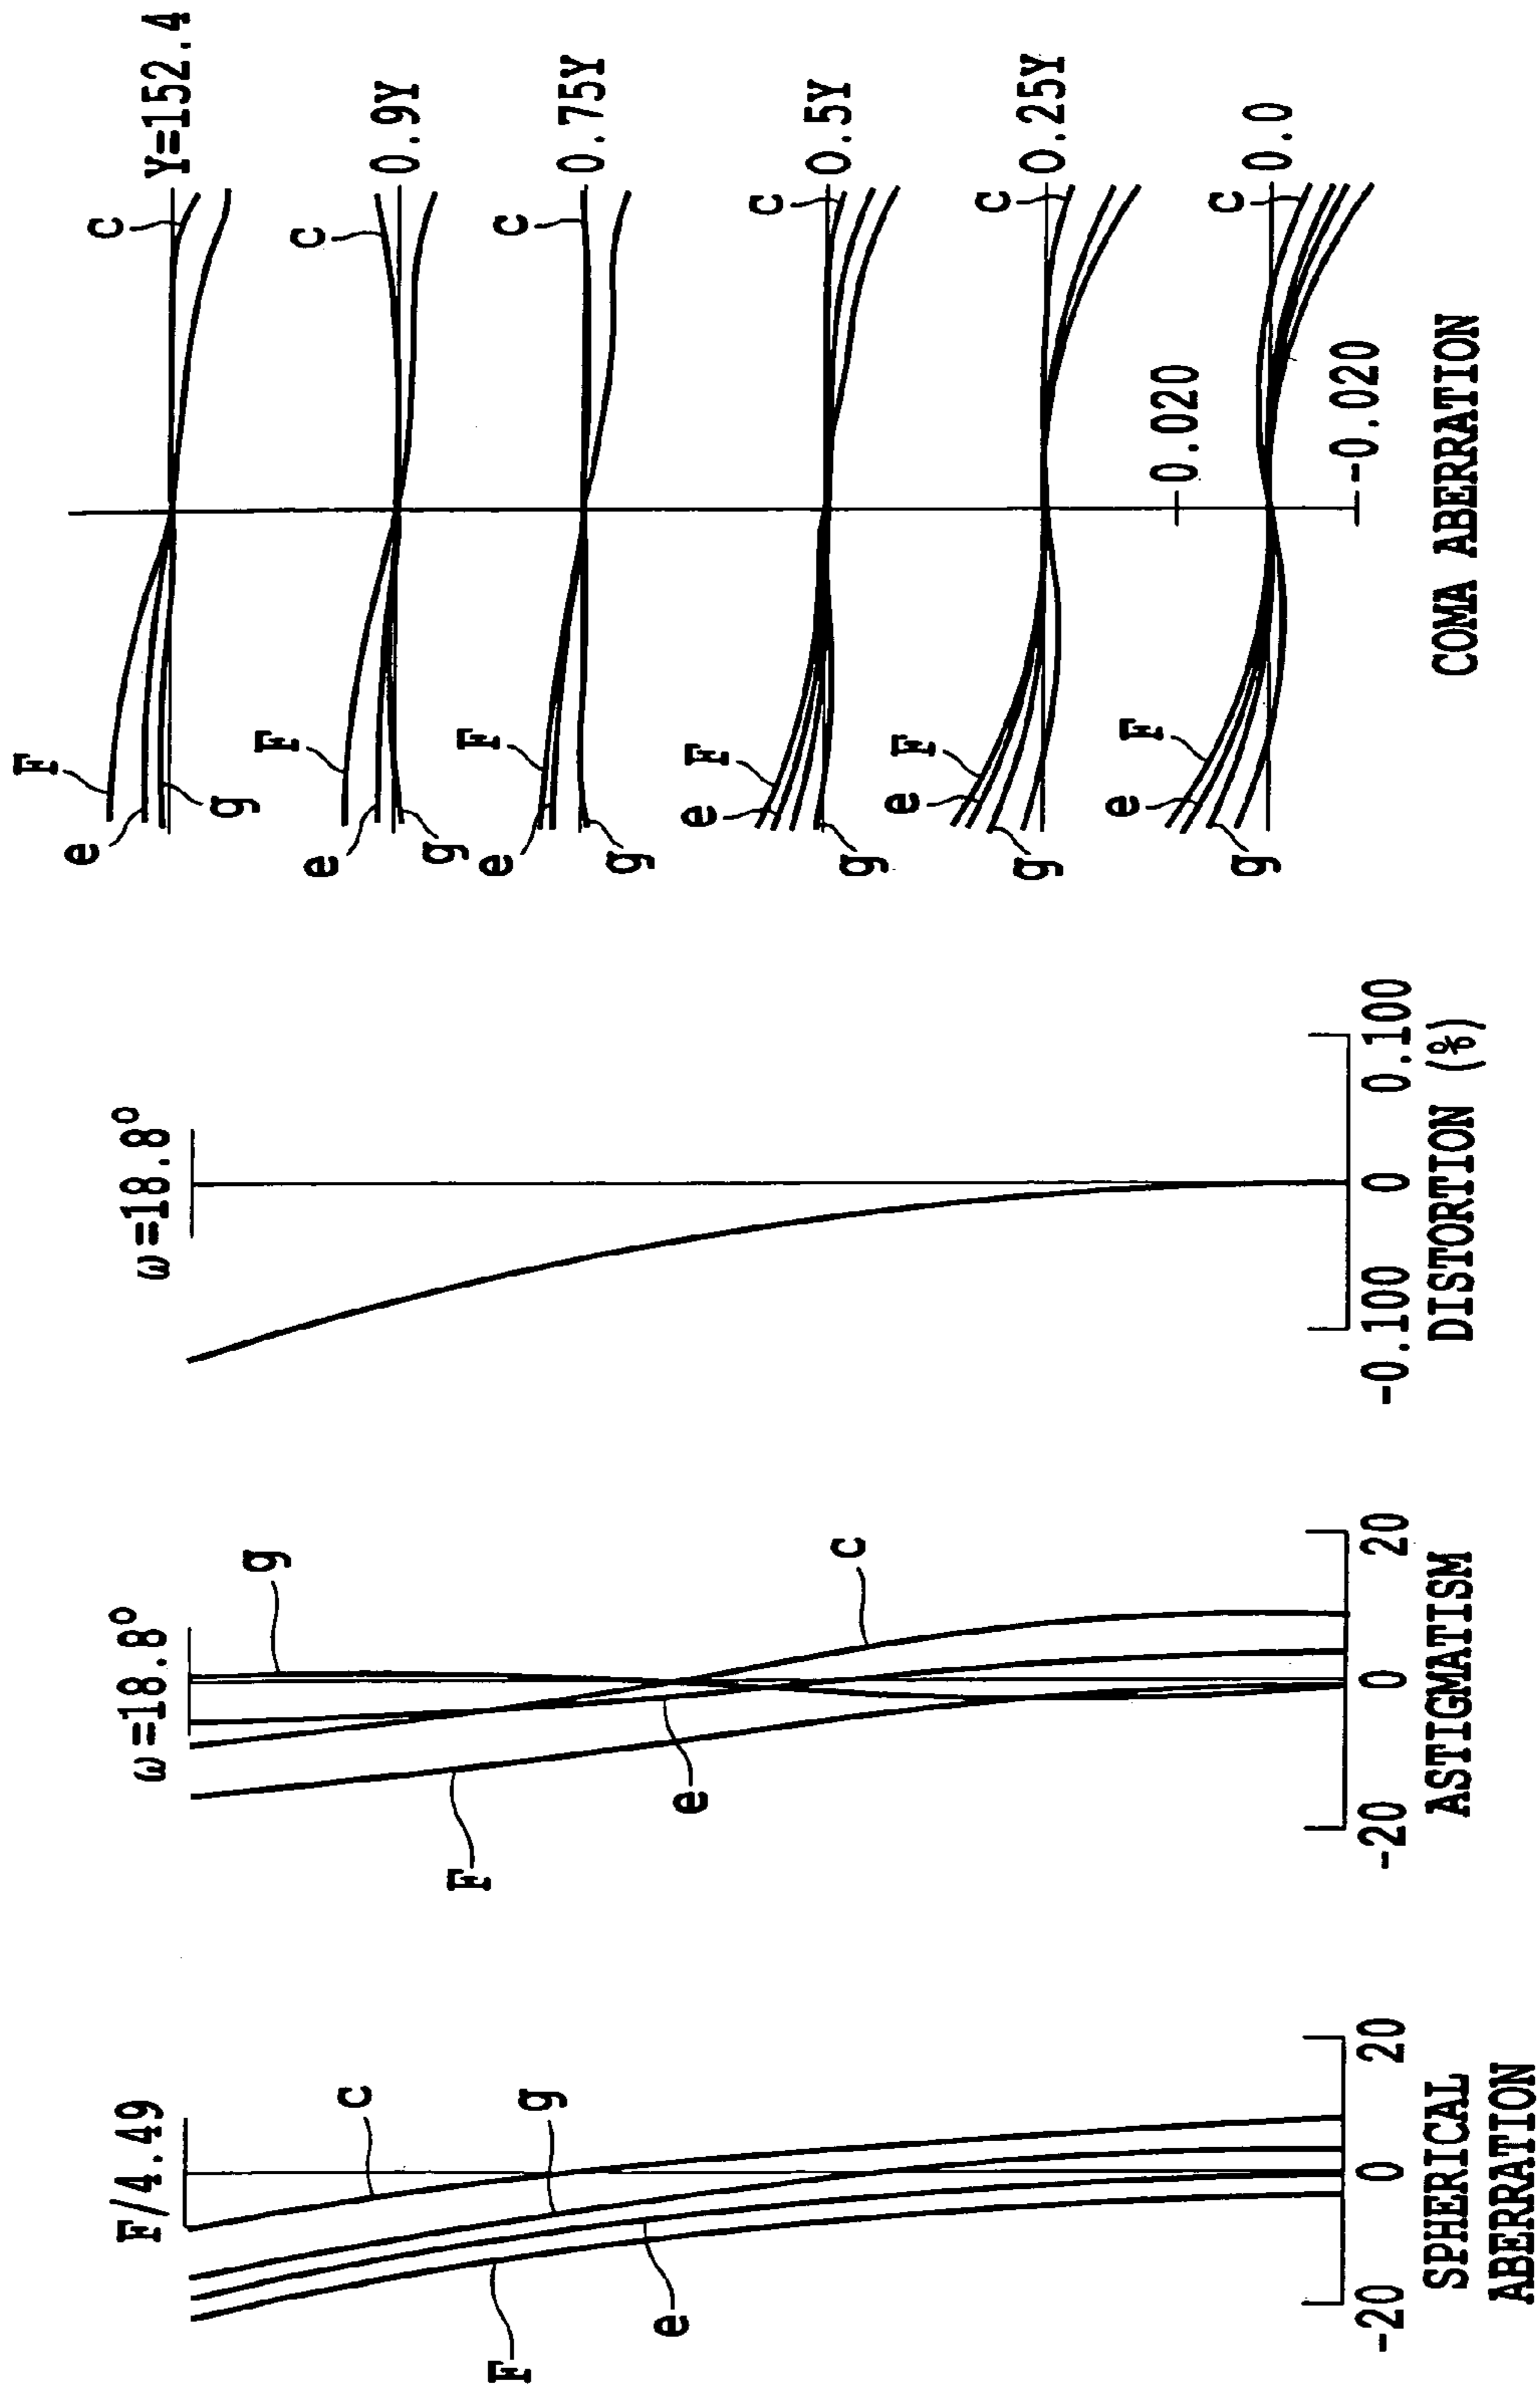 F/4.49
C
g
F
e
-20
0
20
SPHERICAL
ABERRATION
ω=18.8°
g
C
F
e
-20
0
20
ASTIGMATISM
ω=18.8°
-0.100
0
0.100
DISTORTION (%)
F
C
Y=152.4
e
g
F
C
0.9Y
e
g
F
C
0.75Y
e
g
F
C
0.5Y
e
g
F
C
0.25Y
e
g
0.020
F
C
0.0
e
g
-0.020
COMA ABERRATION